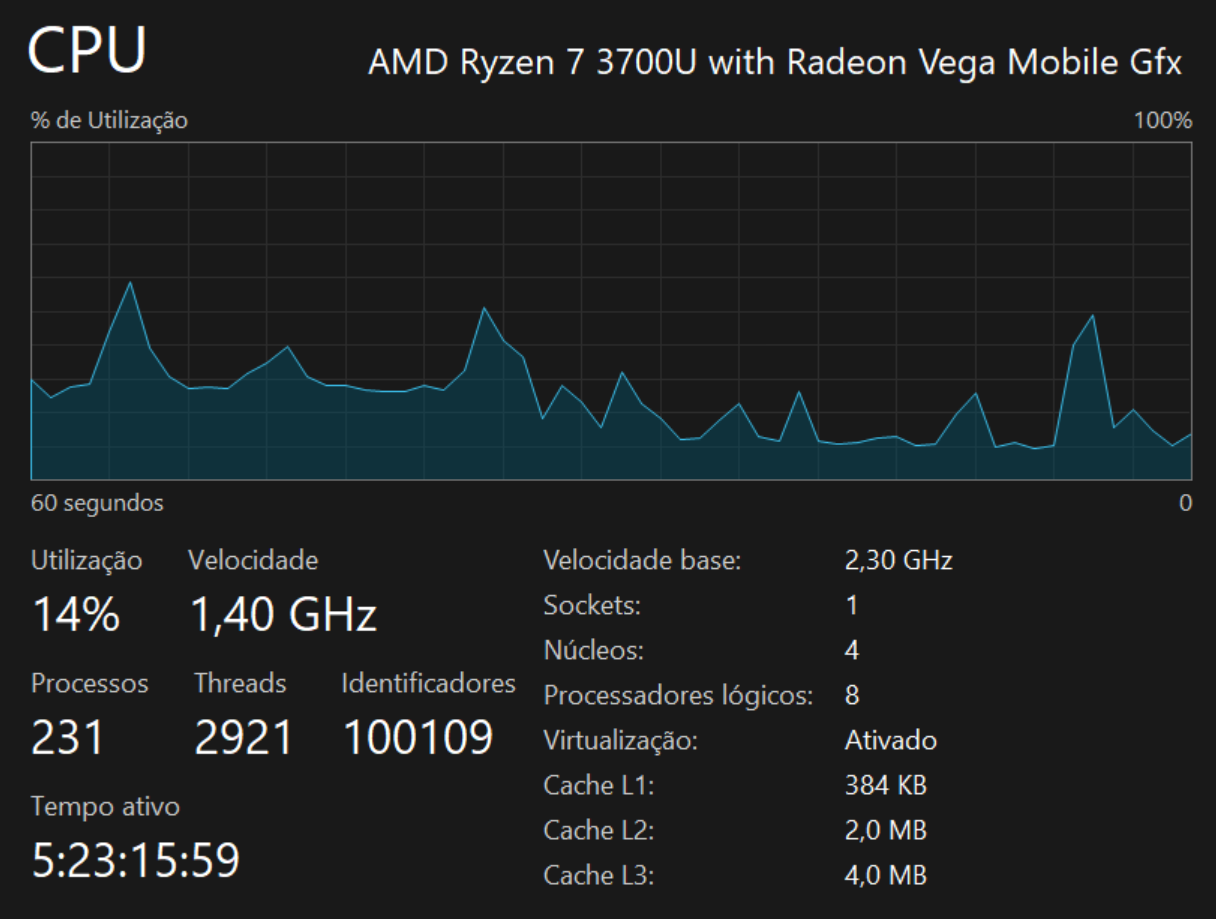 CPU
AMD Ryzen 7 3700U with Radeon Vega Mobile Gfx
% de Utilização
100%
60 segundos
0
Utilização
Velocidade
14%
1,40 GHz
Processos
Threads
Identificadores
231
2921
100109
Tempo ativo
5:23:15:59
Velocidade base:
2,30 GHz
Sockets:
1
Núcleos:
4
Processadores lógicos:
8
Virtualização:
Ativado
Cache L1:
384 KB
Cache L2:
2,0 MB
Cache L3:
4,0 MB